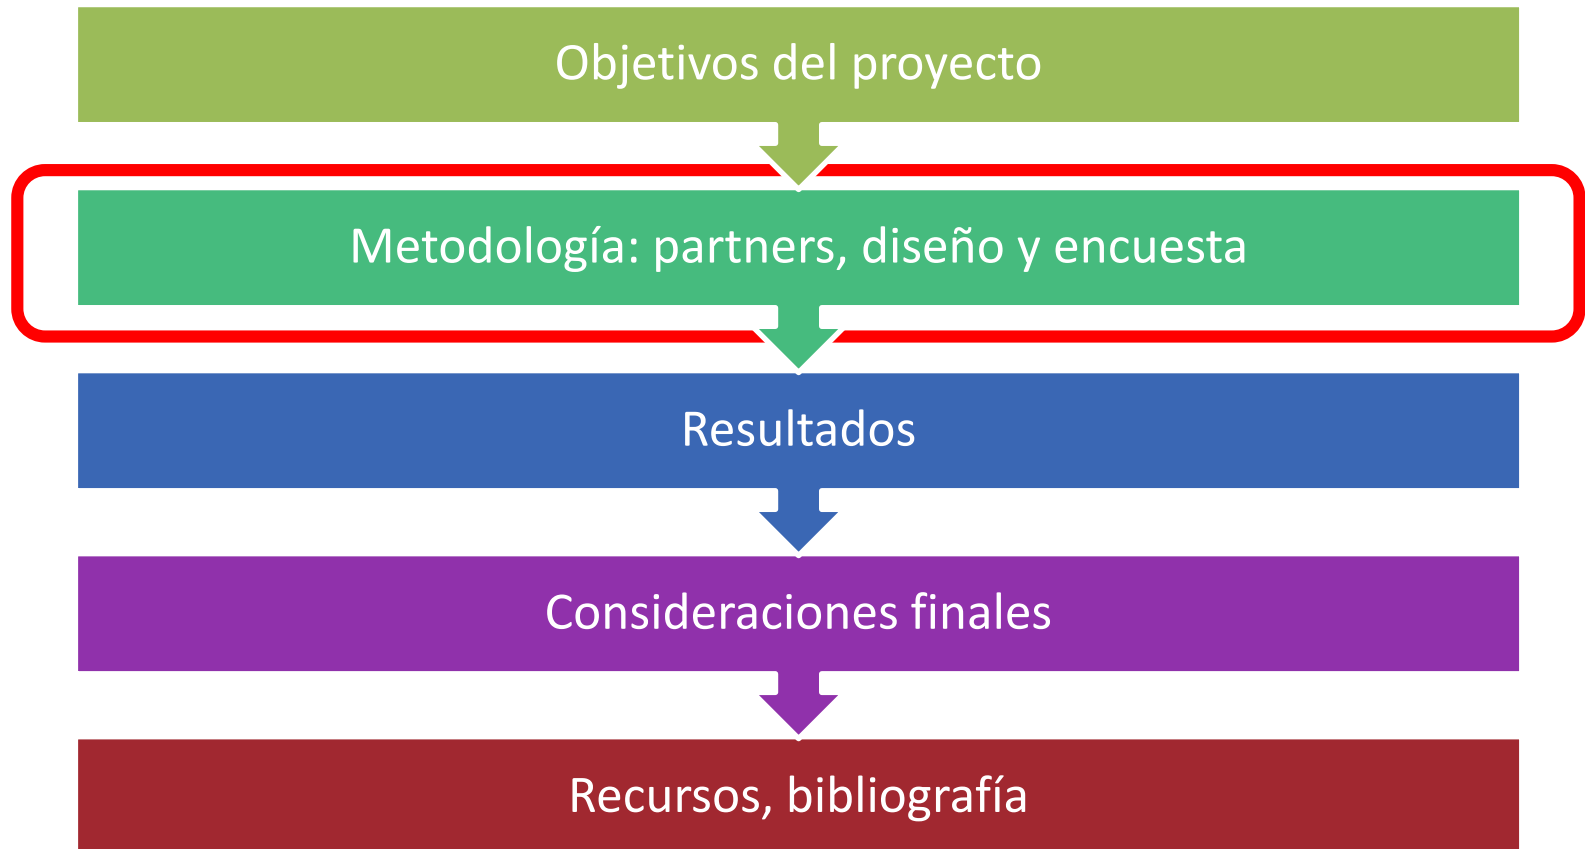 Objetivos del proyecto
Metodología: partners, diseño y encuesta
Resultados
Consideraciones finales
Recursos, bibliografía